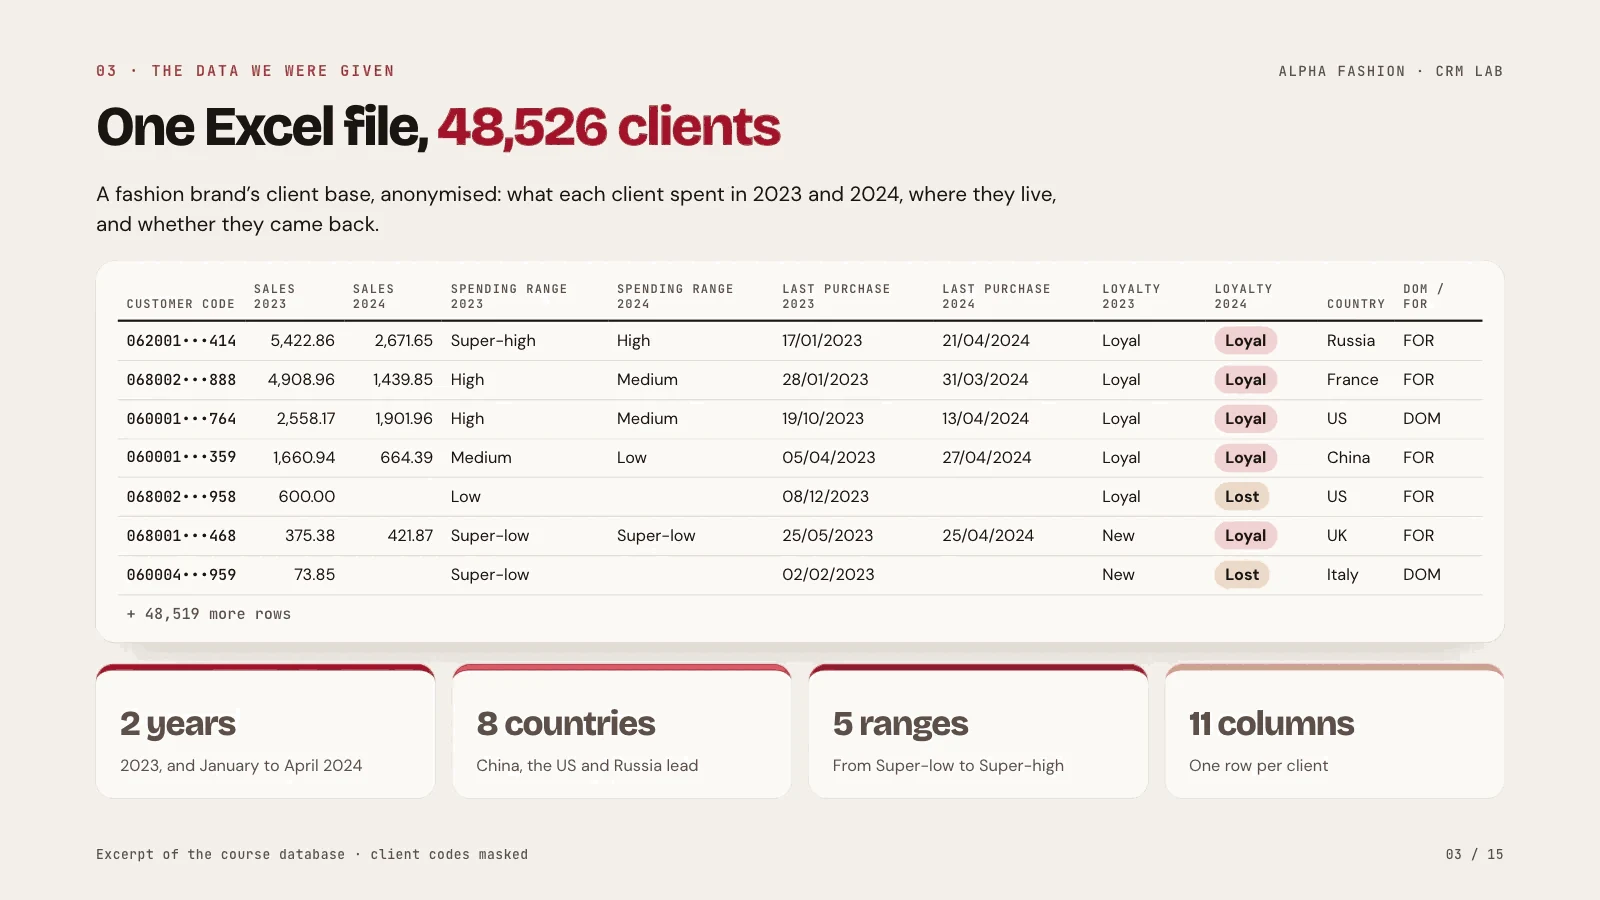 03 · THE DATA WE WERE GIVEN
ALPHA FASHION · CRM LAB
One Excel file, 48,526 clients
A fashion brand’s client base, anonymised: what each client spent in 2023 and 2024, where they live,
and whether they came back.
CUSTOMER CODE SALES 2023 SALES 2024 SPENDING RANGE 2023 SPENDING RANGE 2024 LAST PURCHASE 2023 LAST PURCHASE 2024 LOYALTY 2023 LOYALTY 2024 COUNTRY DOM / FOR
062001•••414 5,422.86 2,671.65 Super-high High 17/01/2023 21/04/2024 Loyal Loyal Russia FOR
068002•••888 4,908.96 1,439.85 High Medium 28/01/2023 31/03/2024 Loyal Loyal France FOR
060001•••764 2,558.17 1,901.96 High Medium 19/10/2023 13/04/2024 Loyal Loyal US DOM
060001•••359 1,660.94 664.39 Medium Low 05/04/2023 27/04/2024 Loyal Loyal China FOR
068002•••958 600.00 Low 08/12/2023 Loyal Lost US FOR
068001•••468 375.38 421.87 Super-low Super-low 25/05/2023 25/04/2024 New Loyal UK FOR
060004•••959 73.85 Super-low 02/02/2023 New Lost Italy DOM
+ 48,519 more rows
2 years
2023, and January to April 2024
8 countries
China, the US and Russia lead
5 ranges
From Super-low to Super-high
11 columns
One row per client
Excerpt of the course database · client codes masked
03 / 15